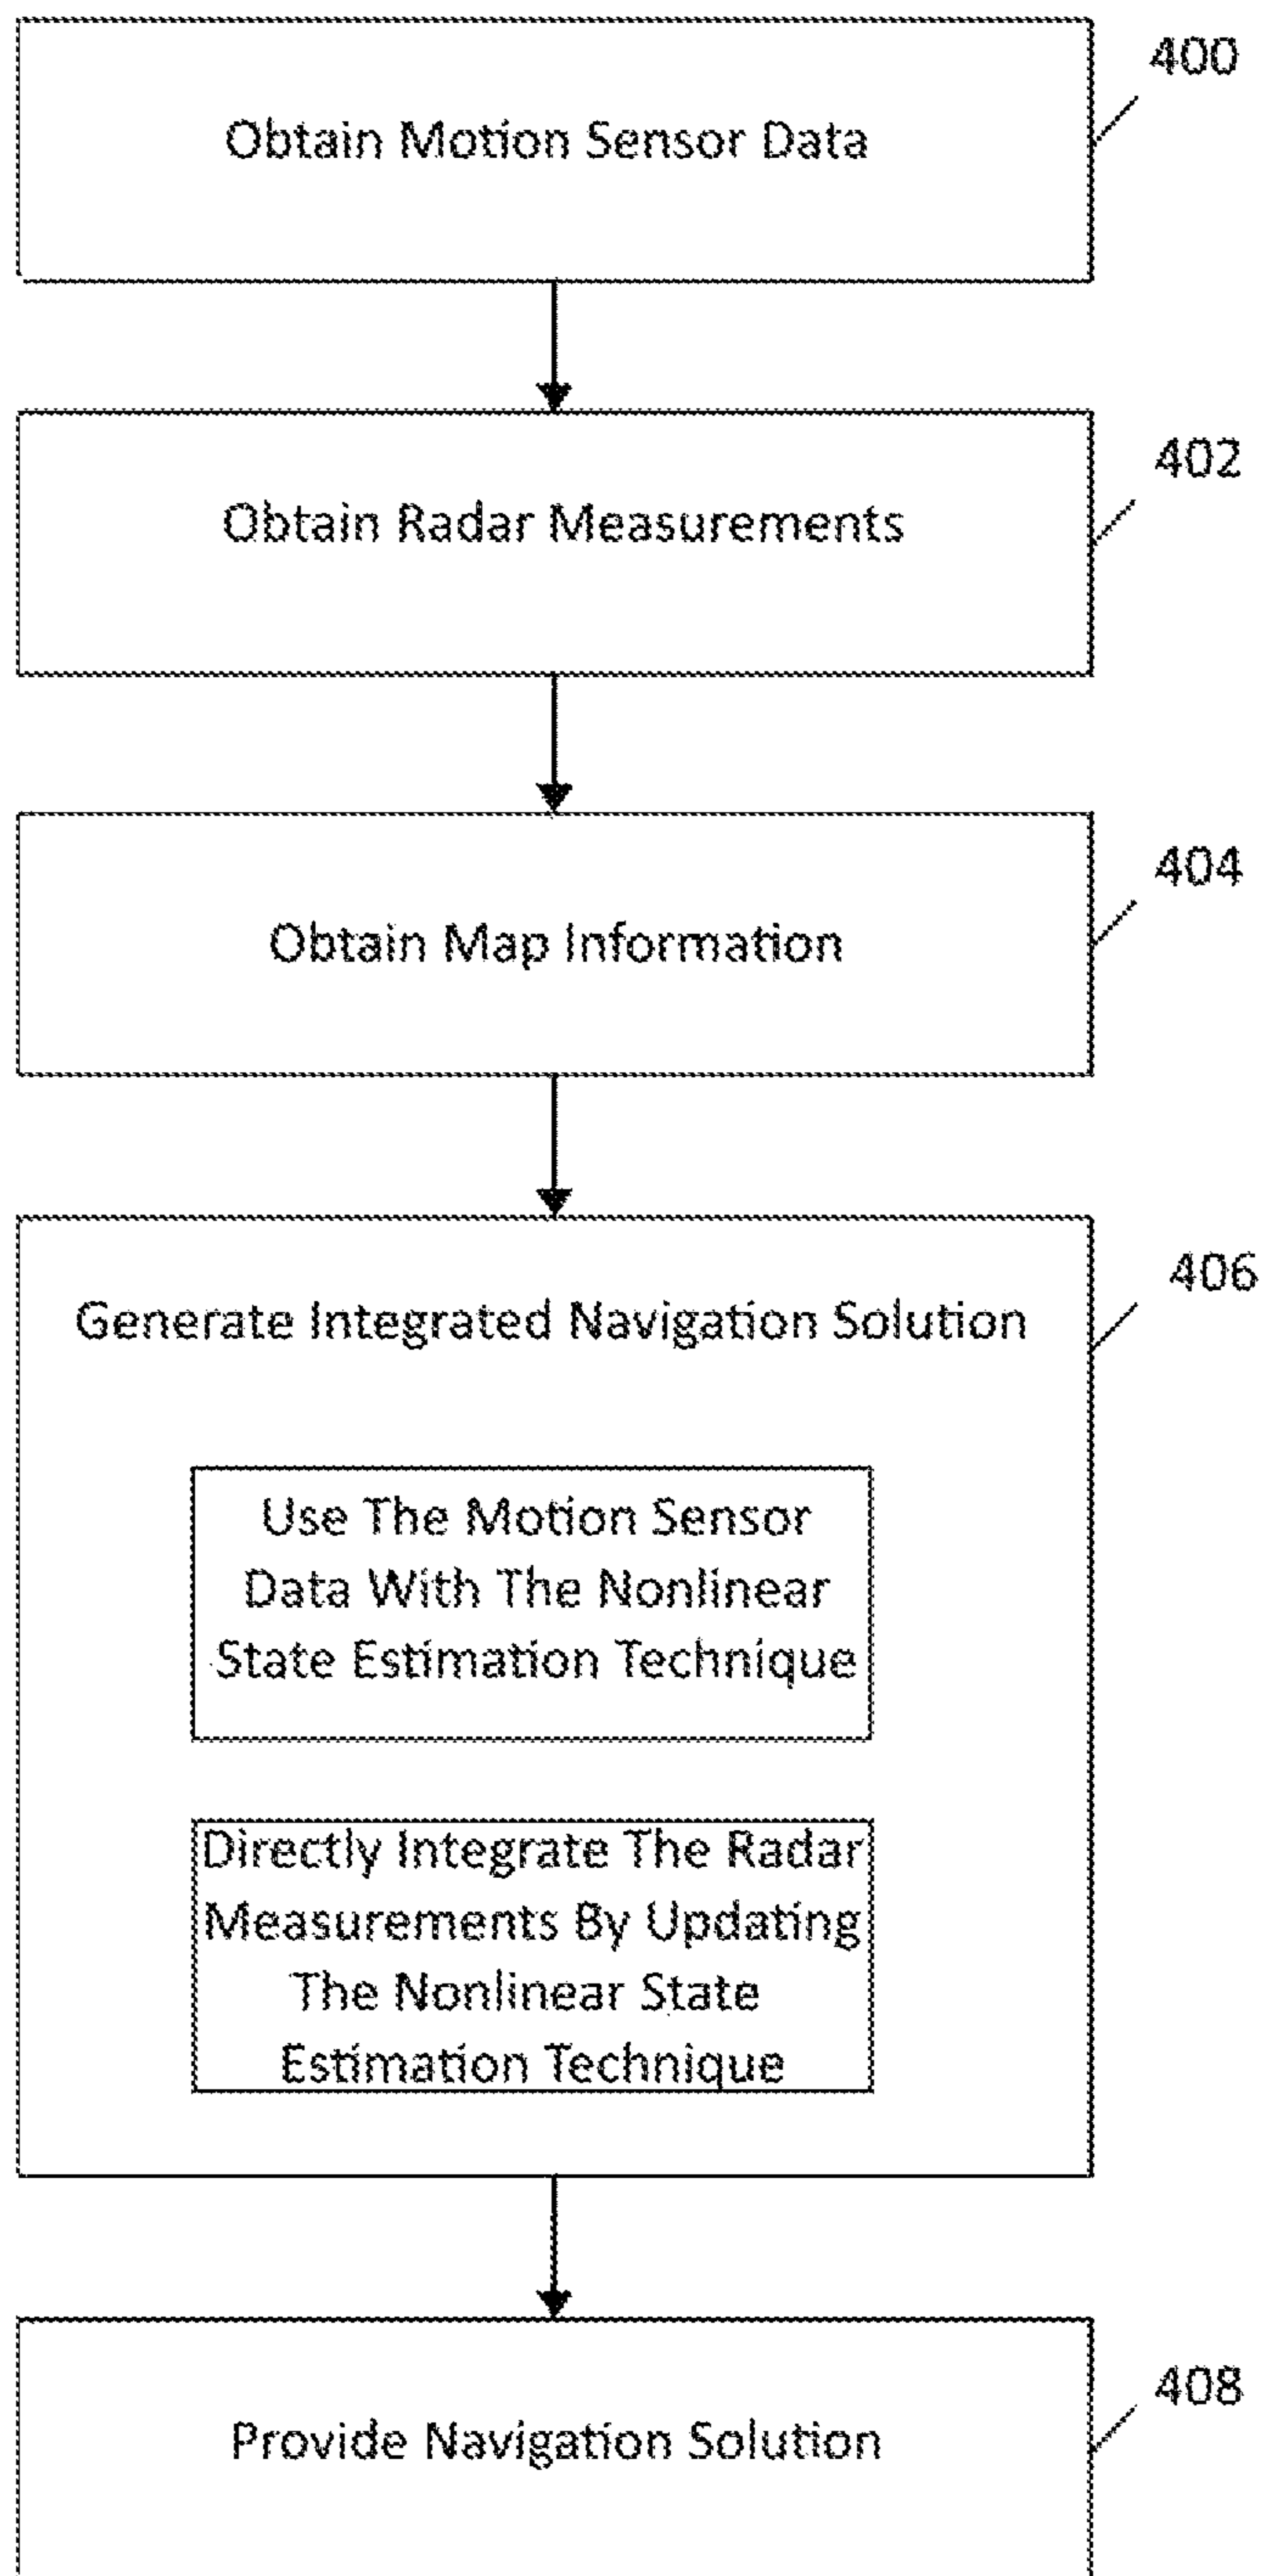 400
Obtain Motion Sensor Data
402
Obtain Radar Measurements
404
Obtain Map Information
406
Generate Integrated Navigation Solution
Use The Motion Sensor
Data With The Nonlinear
State Estimation Technique
Directly Integrate The Radar
Measurements By Updating
The Nonlinear State
Estimation Technique
408
Provide Navigation Solution